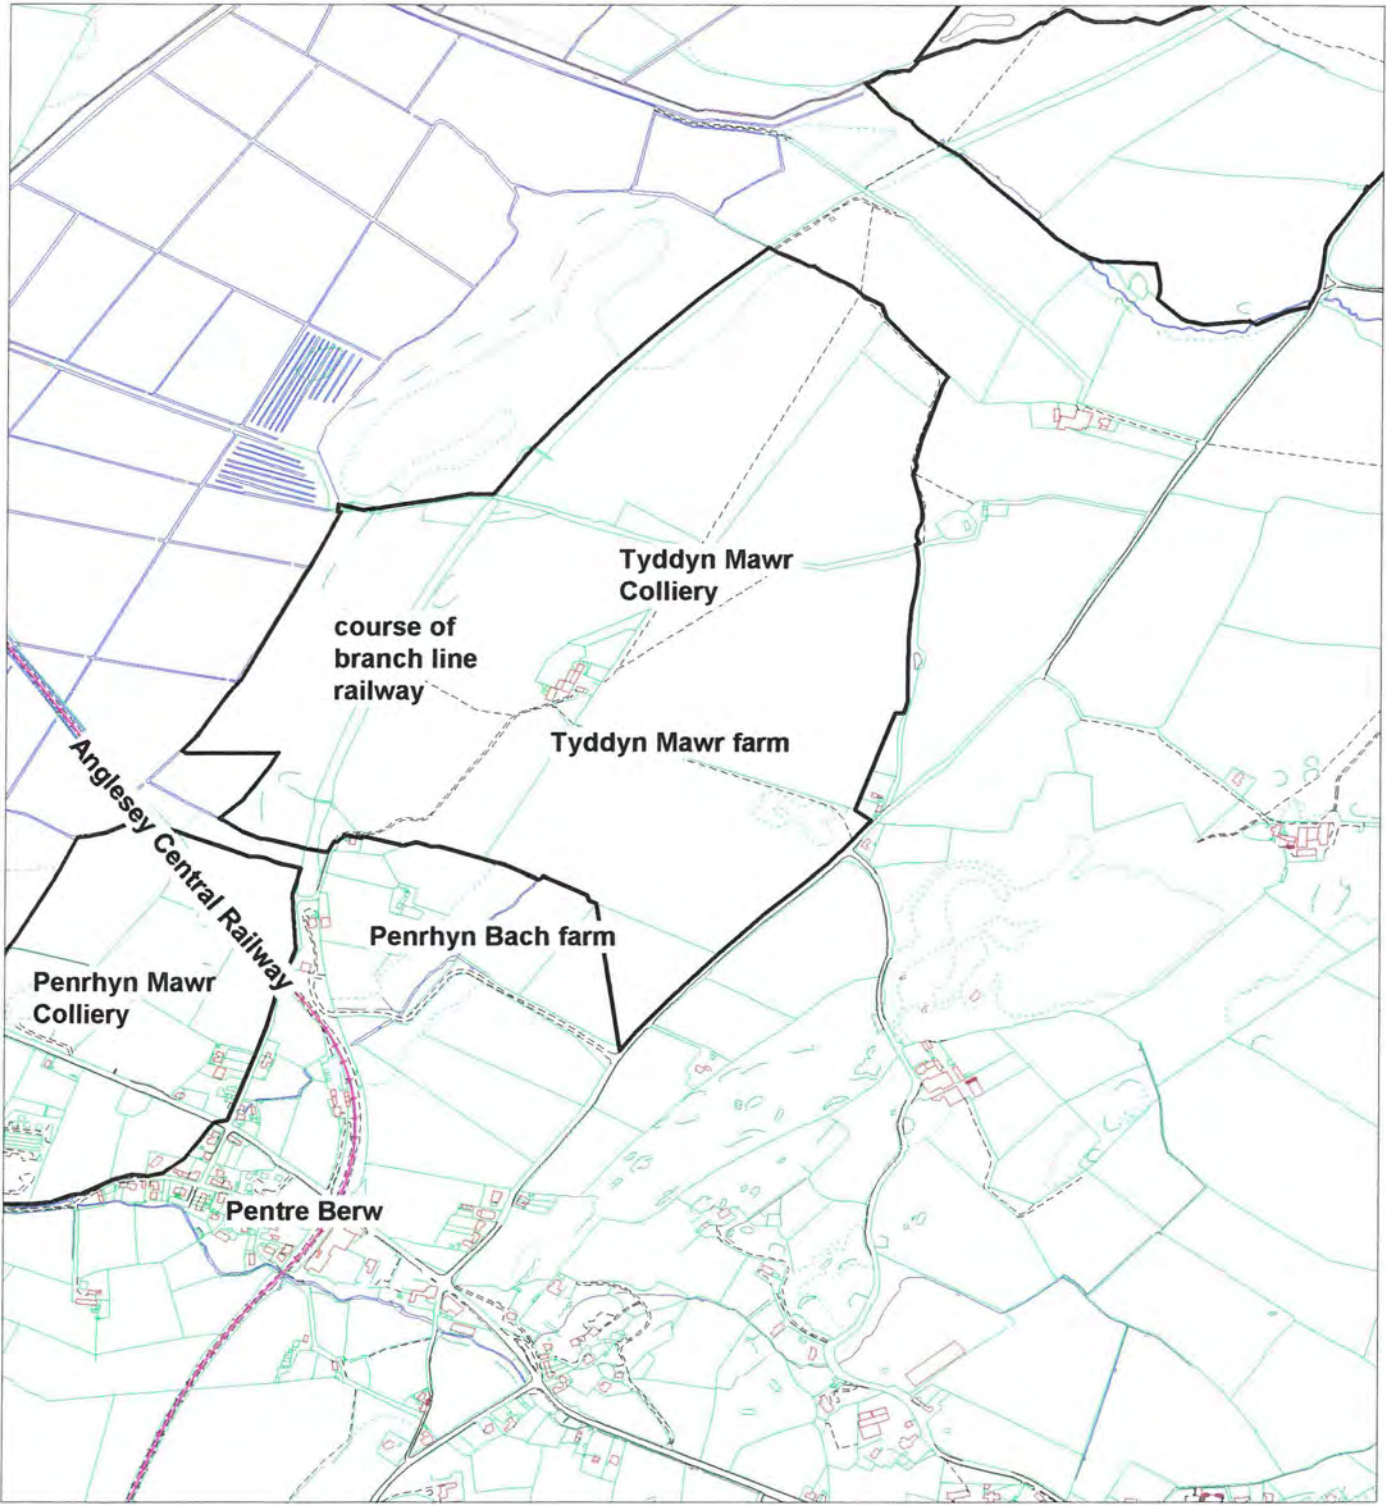 Tyddyn Mawr
Colliery
course of
branch line
railway
Tyddyn Mawr farm
Anglesey Central Railway
Penrhyn Bach farm
Penrhyn Mawr
Colliery
Pentre Berw